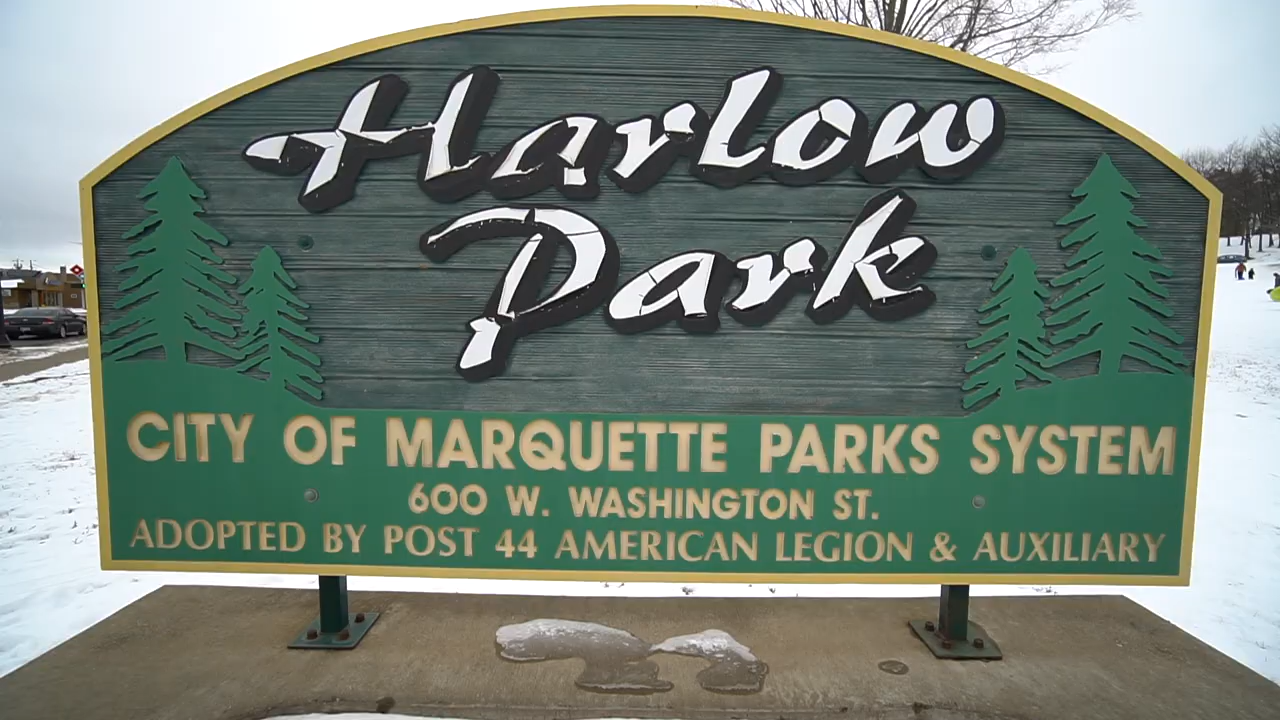 Harlow
Park
CITY OF MARQUETTE PARKS SYSTEM
600 W. WASHINGTON ST.
ADOPTED BY POST 44 AMERICAN LEGION & AUXILIARY